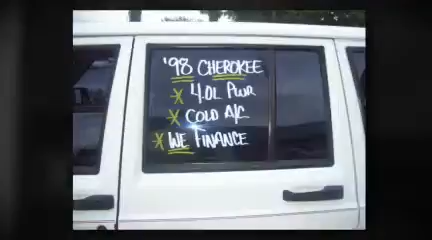 '98 CHEROKEE
* 4.0L PWR
* COLD A/C
* WE FINANCE